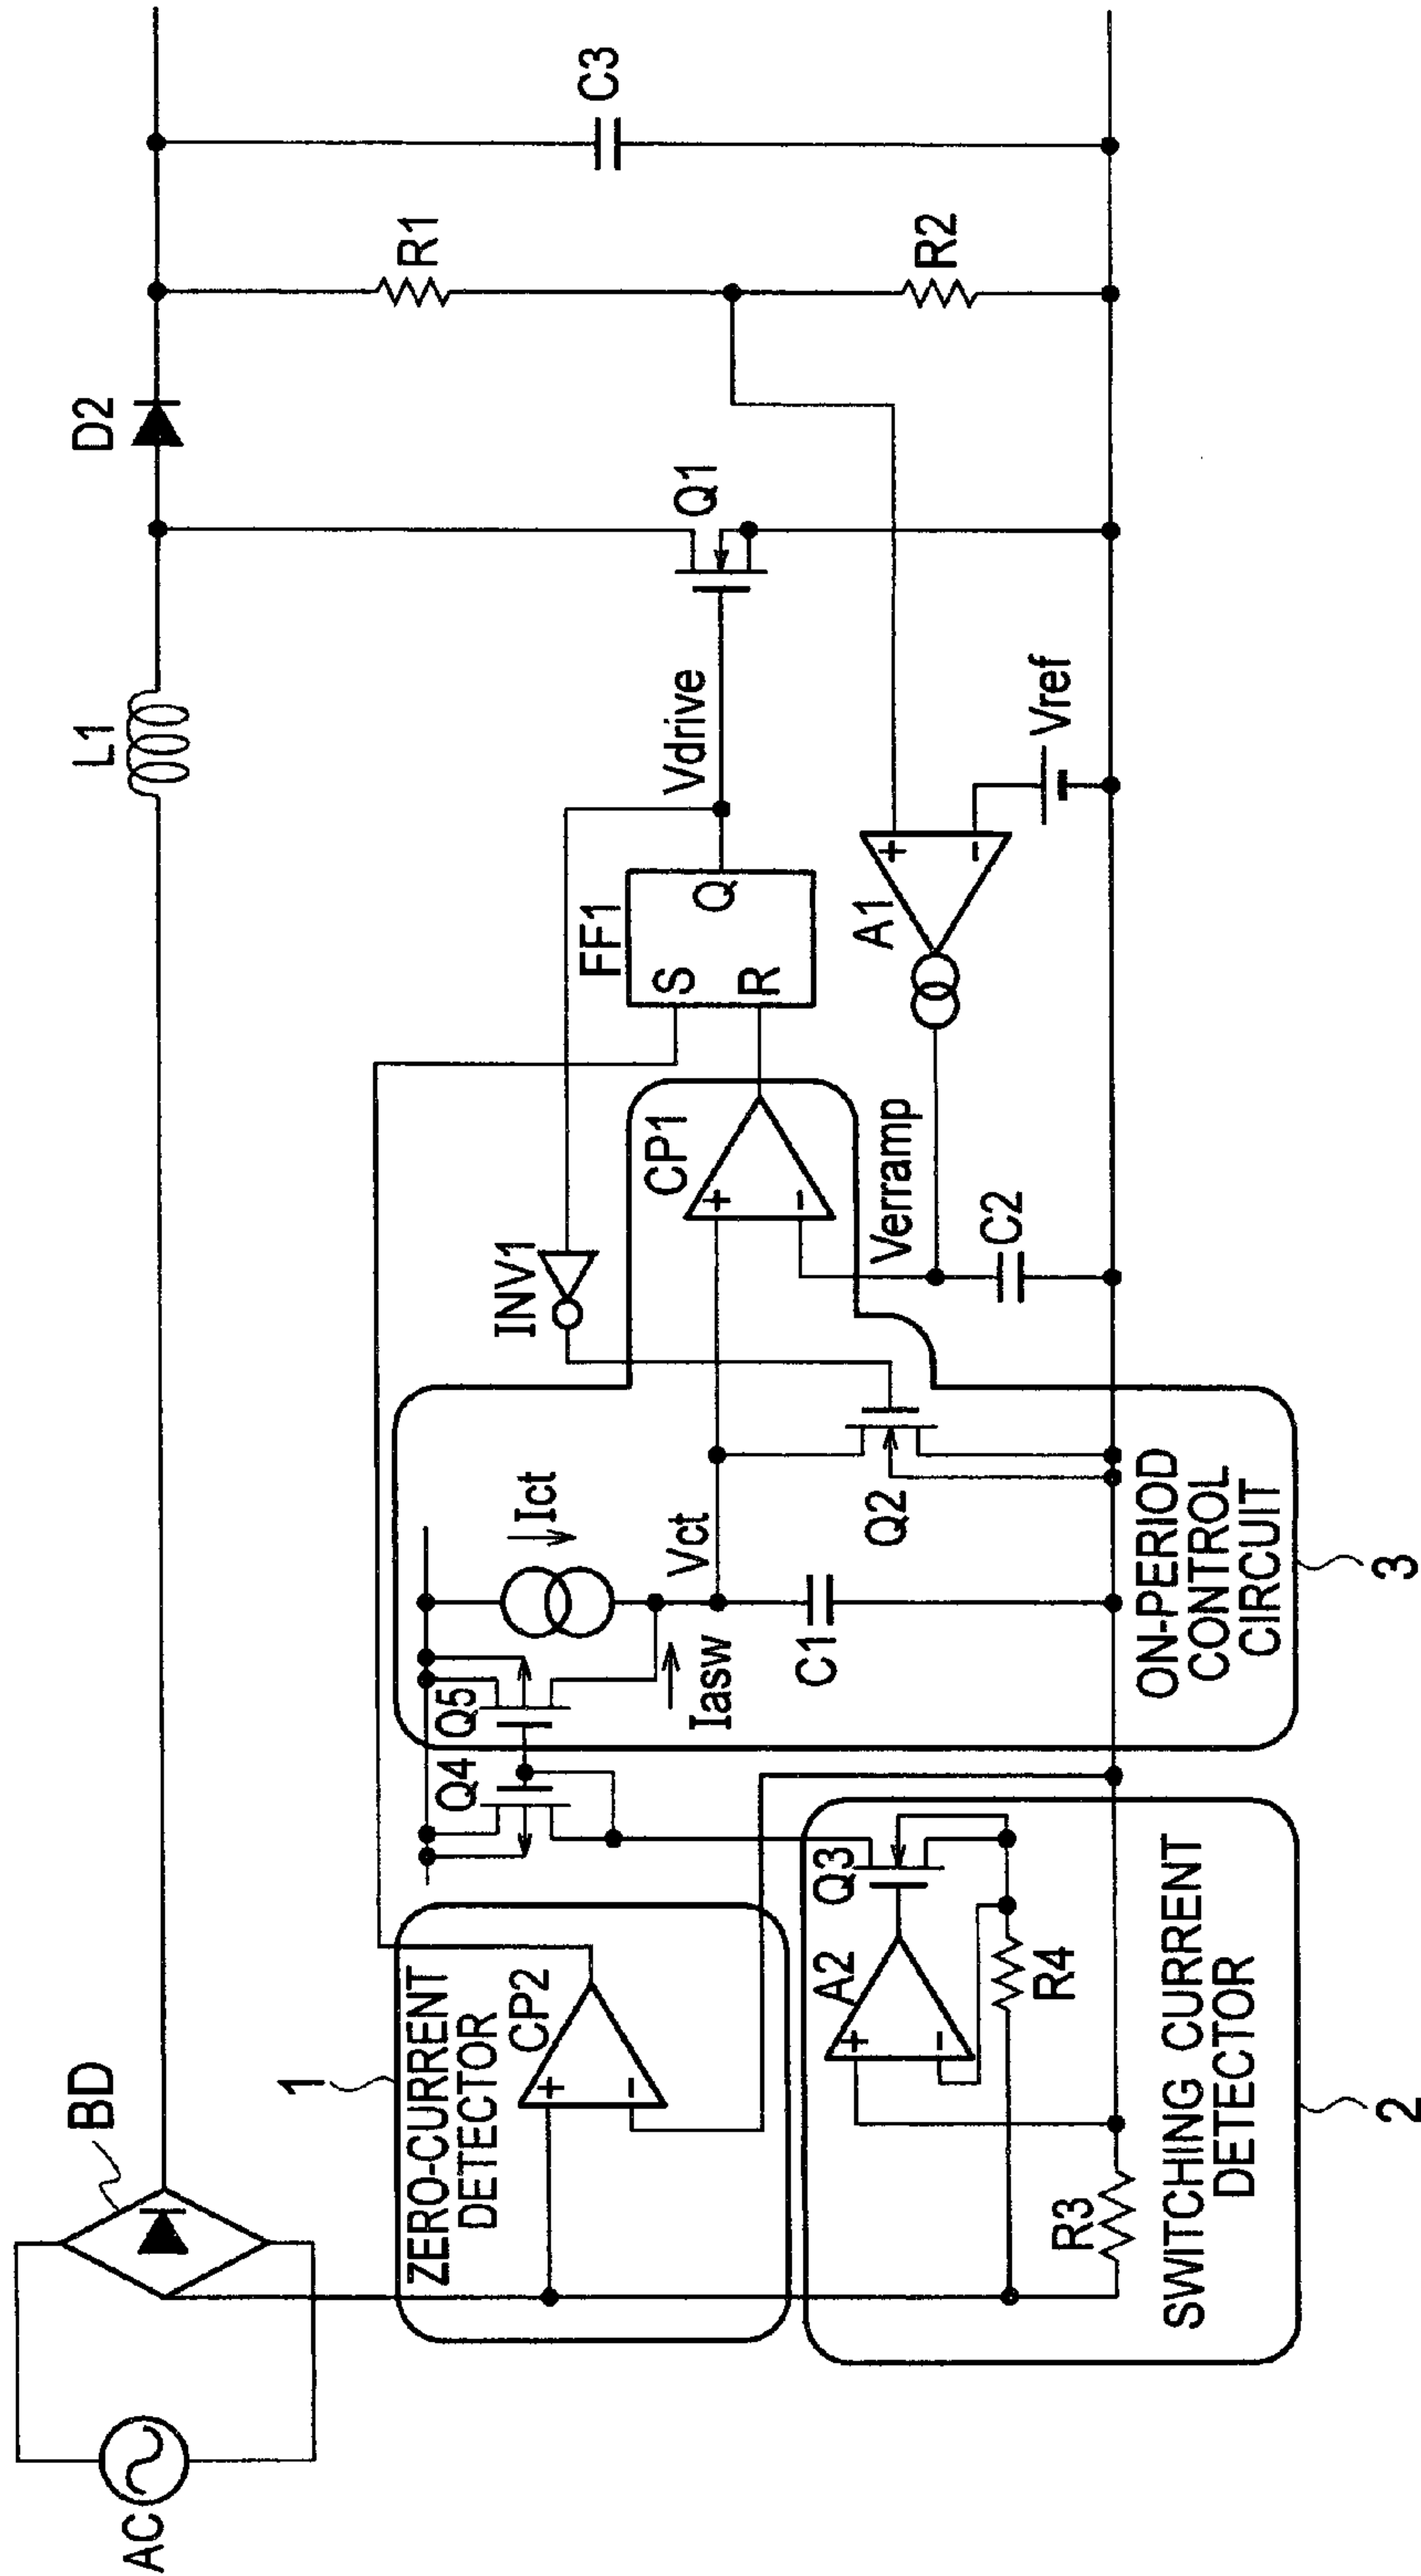 AC
BD
L1
D2
1
ZERO-CURRENT
DETECTOR
CP2
+
-
Q4
Q5
Ict
Iasw
Vct
C1
Q2
ON-PERIOD
CONTROL
CIRCUIT
3
INV1
CP1
+
-
FF1
S
R
Q
Vdrive
Q1
Verramp
C2
A1
+
-
Vref
R1
R2
C3
A2
+
-
Q3
R4
R3
SWITCHING CURRENT
DETECTOR
2